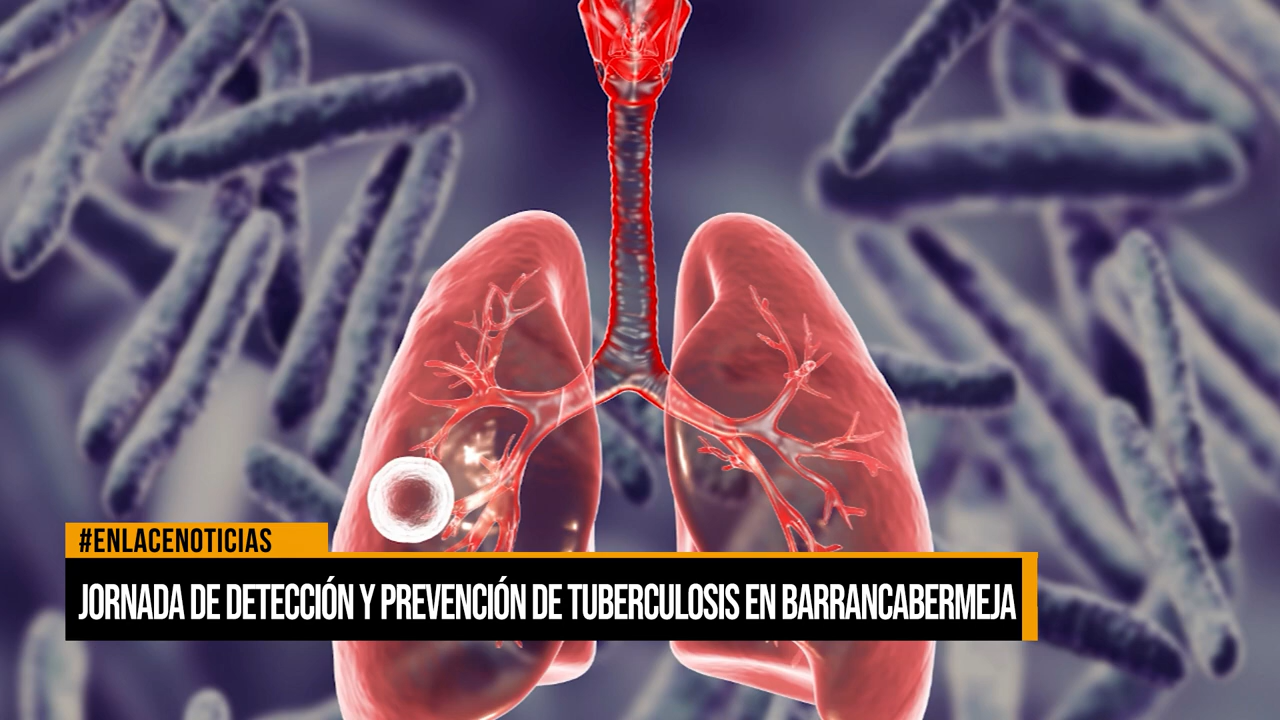 #ENLACENOTICIAS
JORNADA DE DETECCIÓN Y PREVENCIÓN DE TUBERCULOSIS EN BARRANCABERMEJA